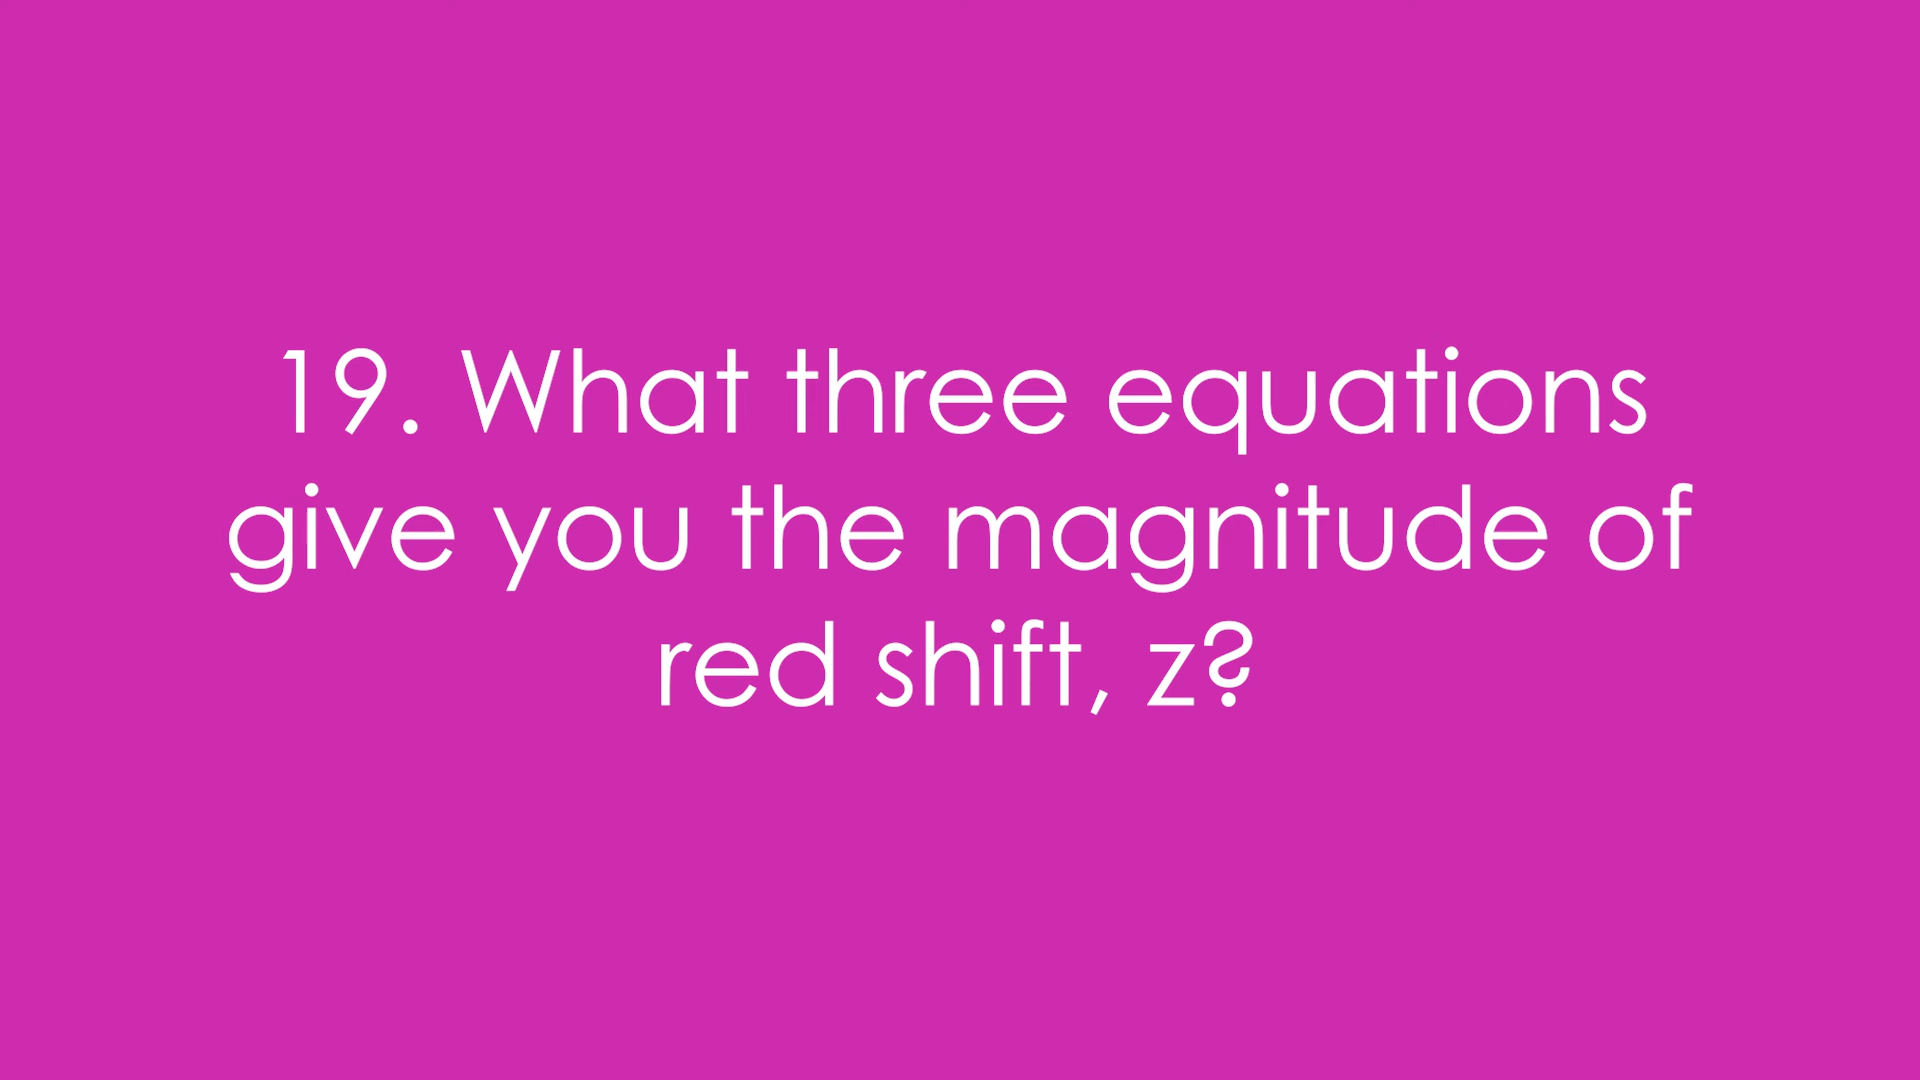 19. What three equations
give you the magnitude of
red shift, z?